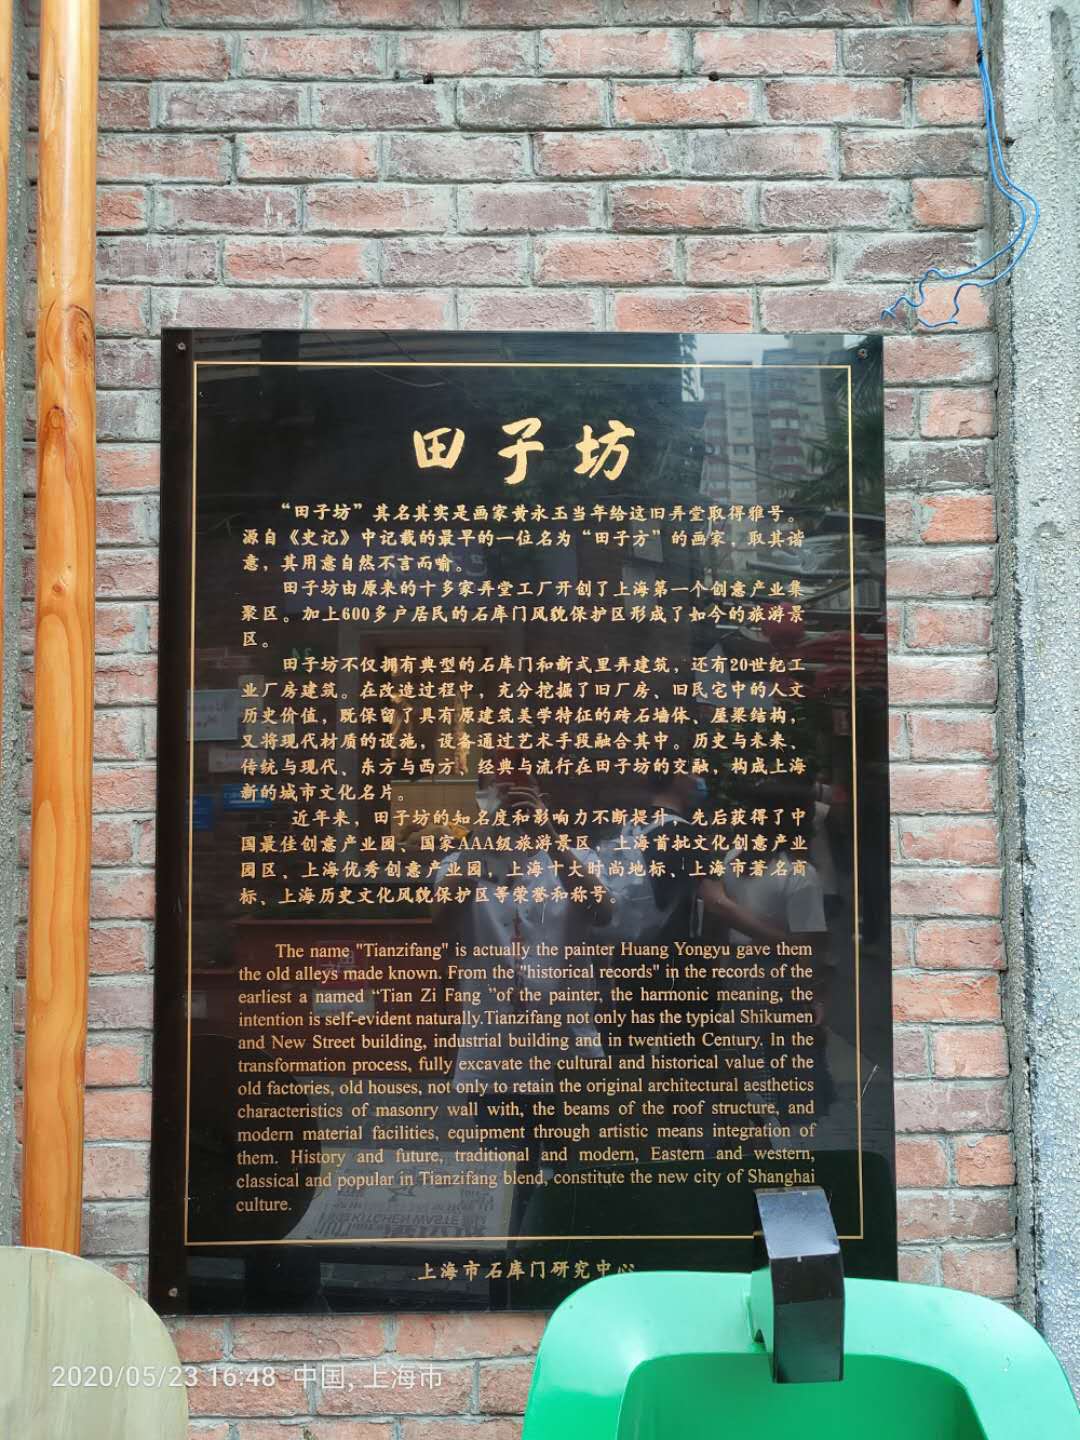 田子坊
“田子坊”其名其实是画家黄永玉当年给这旧弄堂取得雅号。
源自《史记》中记载的最早的一位名为“田子方”的画家，取其谐
意，其用意自然不言而喻。
田子坊由原来的十多家弄堂工厂开创了上海第一个创意产业集
聚区。加上600多户居民的石库门风貌保护区形成了如今的旅游景
区。
田子坊不仅拥有典型的石库门和新式里弄建筑，还有20世纪工
业厂房建筑。在改造过程中，充分挖掘了旧厂房、旧民宅中的人文
历史价值，既保留了具有原建筑美学特征的砖石墙体、屋梁结构，
又将现代材质的设施，设备通过艺术手段融合其中。历史与未来、
传统与现代、东方与西方、经典与流行在田子坊的交融，构成上海
新的城市文化名片。
近年来，田子坊的知名度和影响力不断提升，先后获得了中
国最佳创意产业园、国家AAA级旅游景区，上海首批文化创意产业
园区、上海优秀创意产业园，上海十大时尚地标、上海市著名商
标、上海历史文化风貌保护区等荣誉和称号。
The name "Tianzifang" is actually the painter Huang Yongyu gave them
the old alleys made known. From the "historical records" in the records of the
earliest a named “Tian Zi Fang ”of the painter, the harmonic meaning, the
intention is self-evident naturally.Tianzifang not only has the typical Shikumen
and New Street building, industrial building and in twentieth Century. In the
transformation process, fully excavate the cultural and historical value of the
old factories, old houses, not only to retain the original architectural aesthetics
characteristics of masonry wall with, the beams of the roof structure, and
modern material facilities, equipment through artistic means integration of
them. History and future, traditional and modern, Eastern and western,
classical and popular in Tianzifang blend, constitute the new city of Shanghai
culture.
上海市石库门研究中心
2020/05/23 16:48 中国, 上海市